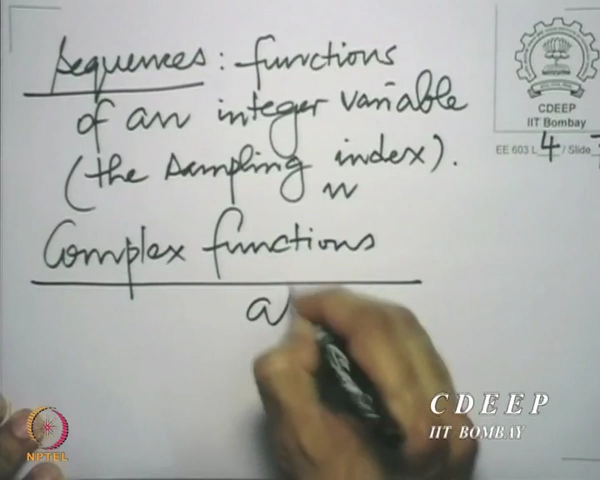 Sequences : functions
of an integer variable
(the sampling index).
n
Complex functions
a
CDEEP
IIT Bombay
EE 603 L 4 / Slide
CDEEP
IIT BOMBAY
NPTEL